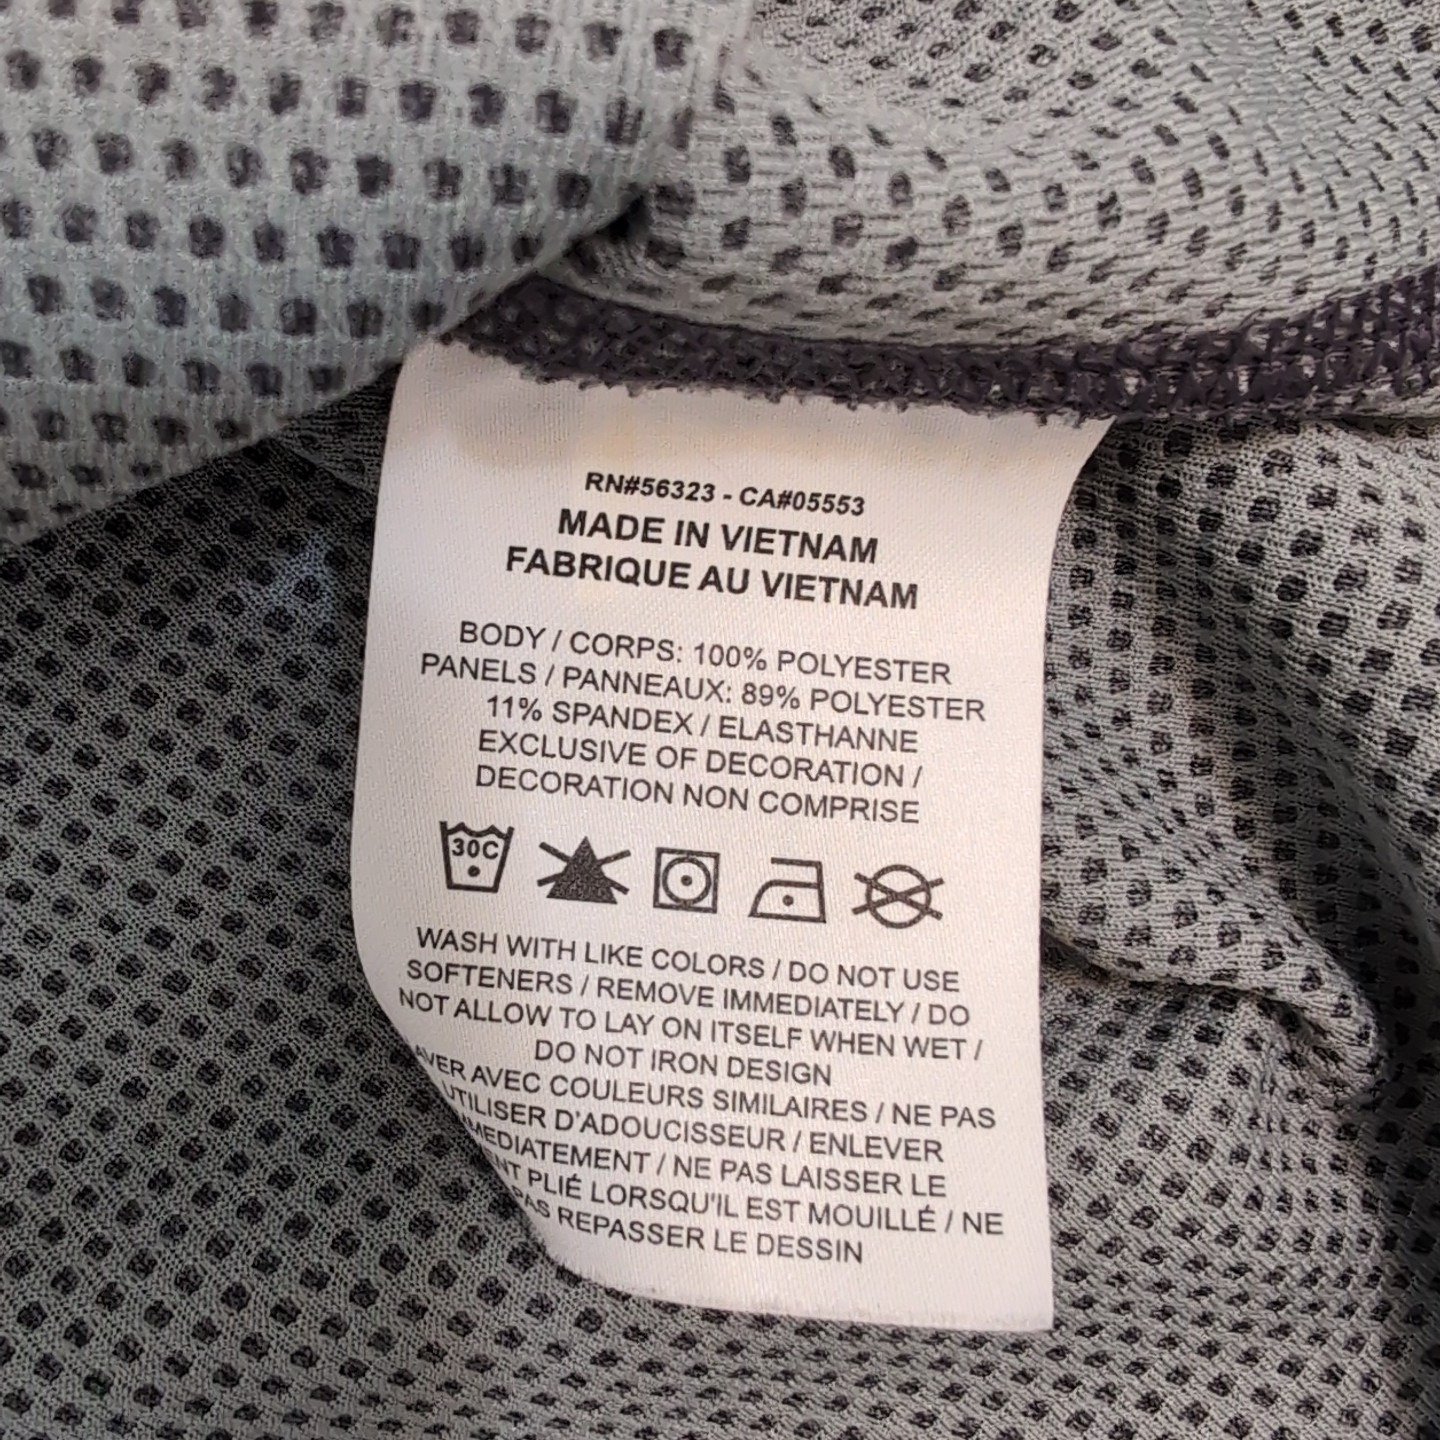 RN#56323 - CA#05553
MADE IN VIETNAM
FABRIQUE AU VIETNAM
BODY / CORPS: 100% POLYESTER
PANELS / PANNEAUX: 89% POLYESTER
11% SPANDEX / ELASTHANNE
EXCLUSIVE OF DECORATION /
DECORATION NON COMPRISE
30C
WASH WITH LIKE COLORS / DO NOT USE
SOFTENERS / REMOVE IMMEDIATELY / DO
NOT ALLOW TO LAY ON ITSELF WHEN WET /
DO NOT IRON DESIGN
AVER AVEC COULEURS SIMILAIRES / NE PAS
UTILISER D'ADOUCISSEUR / ENLEVER
MEDIATEMENT / NE PAS LAISSER LE
NT PLIÉ LORSQU'IL EST MOUILLÉ / NE
PAS REPASSER LE DESSIN